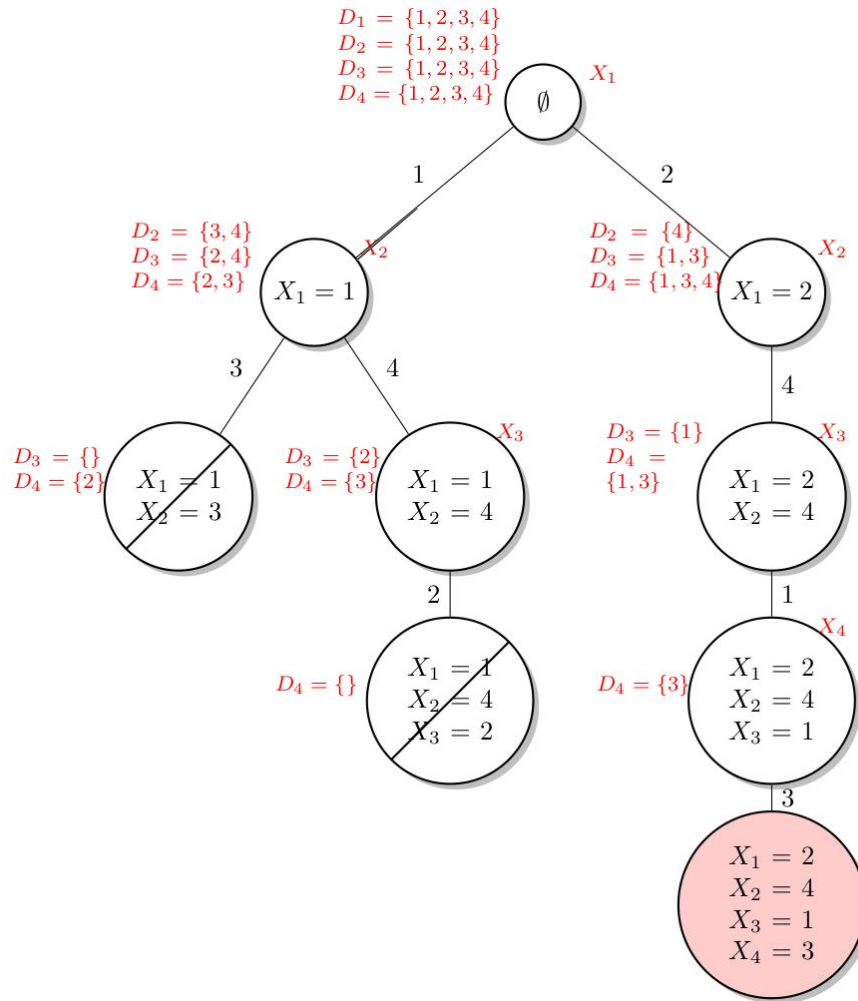 D₁ = {1, 2, 3, 4}
D₂ = {1, 2, 3, 4}
D₃ = {1, 2, 3, 4}
D₄ = {1, 2, 3, 4}
X₁
∅
1
2
D₂ = {3, 4}
D₃ = {2, 4}
D₄ = {2, 3}
X₂
X₁ = 1
D₂ = {4}
D₃ = {1, 3}
D₄ = {1, 3, 4}
X₂
X₁ = 2
3
4
4
D₃ = {}
D₄ = {2}
X₁ = 1
X₂ = 3
D₃ = {2}
D₄ = {3}
X₃
X₁ = 1
X₂ = 4
D₃ = {1}
D₄ =
{1, 3}
X₃
X₁ = 2
X₂ = 4
2
1
D₄ = {}
X₁ = 1
X₂ = 4
X₃ = 2
D₄ = {3}
X₄
X₁ = 2
X₂ = 4
X₃ = 1
3
X₁ = 2
X₂ = 4
X₃ = 1
X₄ = 3